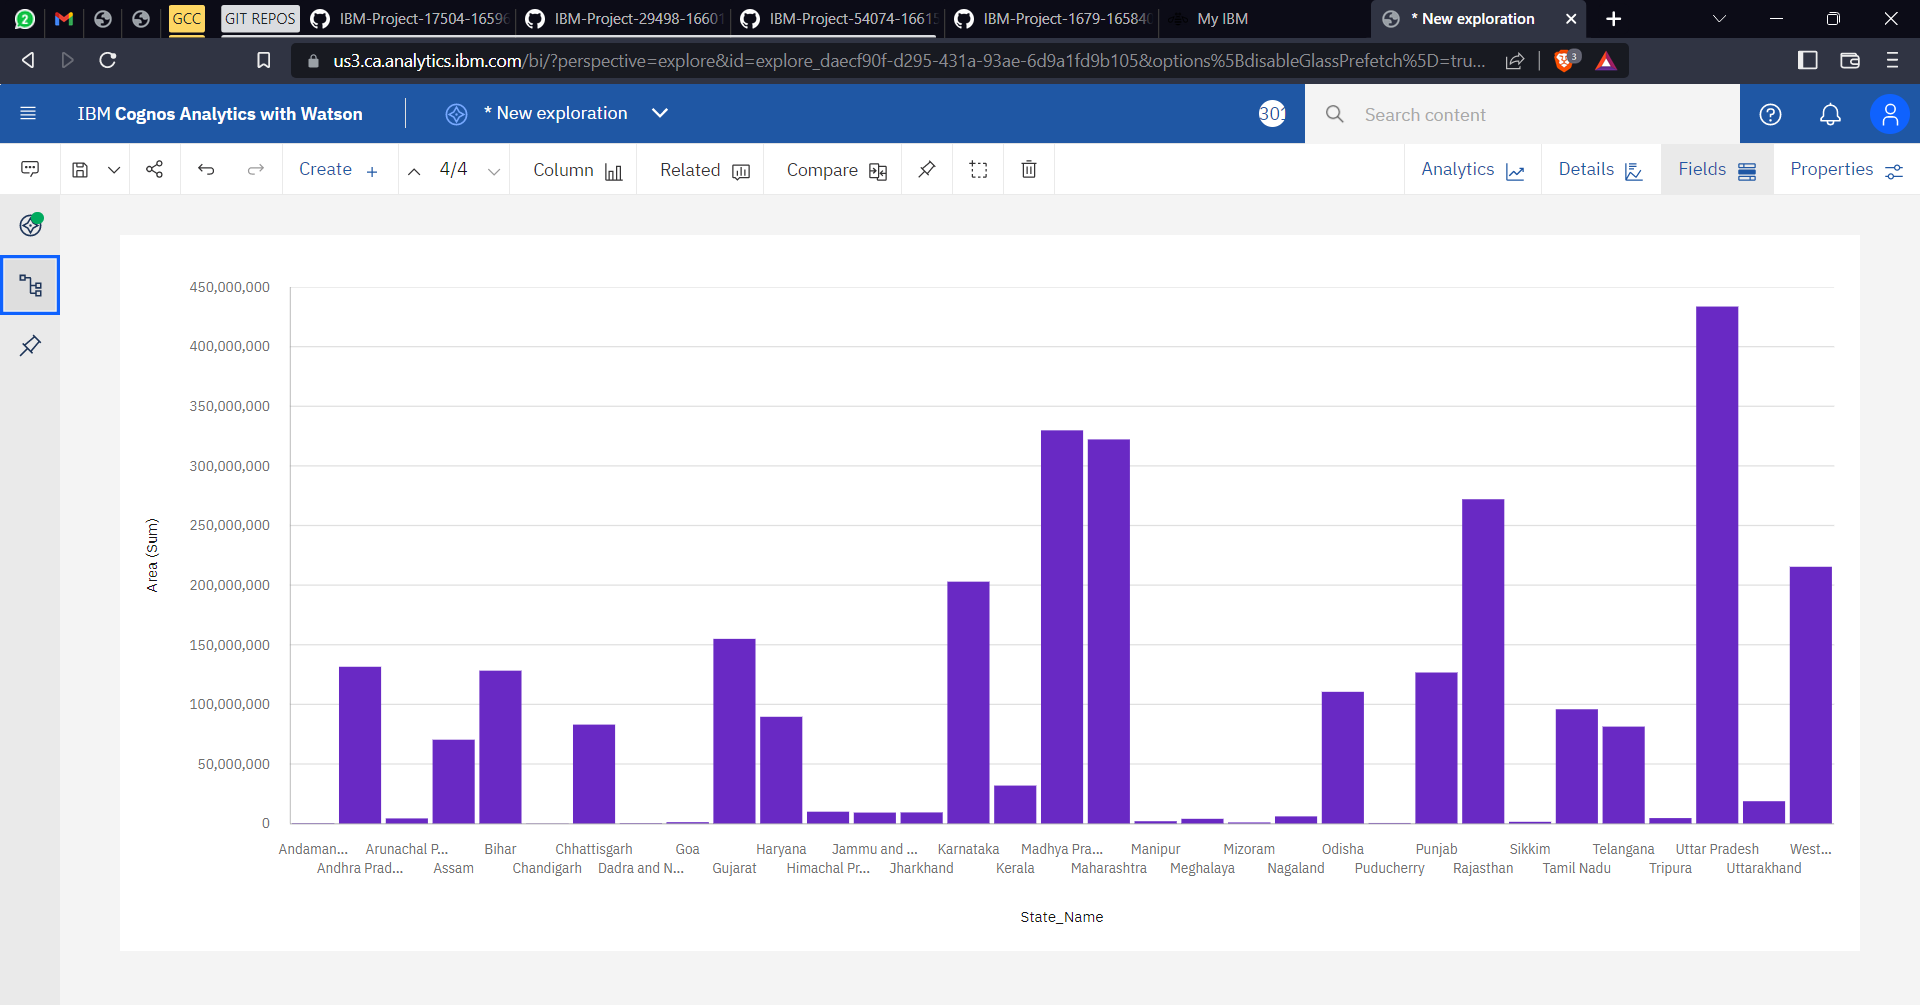 2 GCC GIT REPOS IBM-Project-17504-16596 IBM-Project-29498-16601 IBM-Project-54074-16615 IBM-Project-1679-165840 My IBM * New exploration
us3.ca.analytics.ibm.com/bi/?perspective=explore&id=explore_daecf90f-d295-431a-93ae-6d9a1fd9b105&options%5BdisableGlassPrefetch%5D=tru... 3
IBM Cognos Analytics with Watson * New exploration 301 Search content
Create 4/4 Column Related Compare Analytics Details Fields Properties
450,000,000
400,000,000
350,000,000
300,000,000
250,000,000
200,000,000
150,000,000
100,000,000
50,000,000
0
Area (Sum)
Andaman... Arunachal P... Bihar Chhattisgarh Goa Haryana Jammu and ... Karnataka Madhya Pra... Manipur Mizoram Odisha Punjab Sikkim Telangana Uttar Pradesh West...
Andhra Prad... Assam Chandigarh Dadra and N... Gujarat Himachal Pr... Jharkhand Kerala Maharashtra Meghalaya Nagaland Puducherry Rajasthan Tamil Nadu Tripura Uttarakhand
State_Name